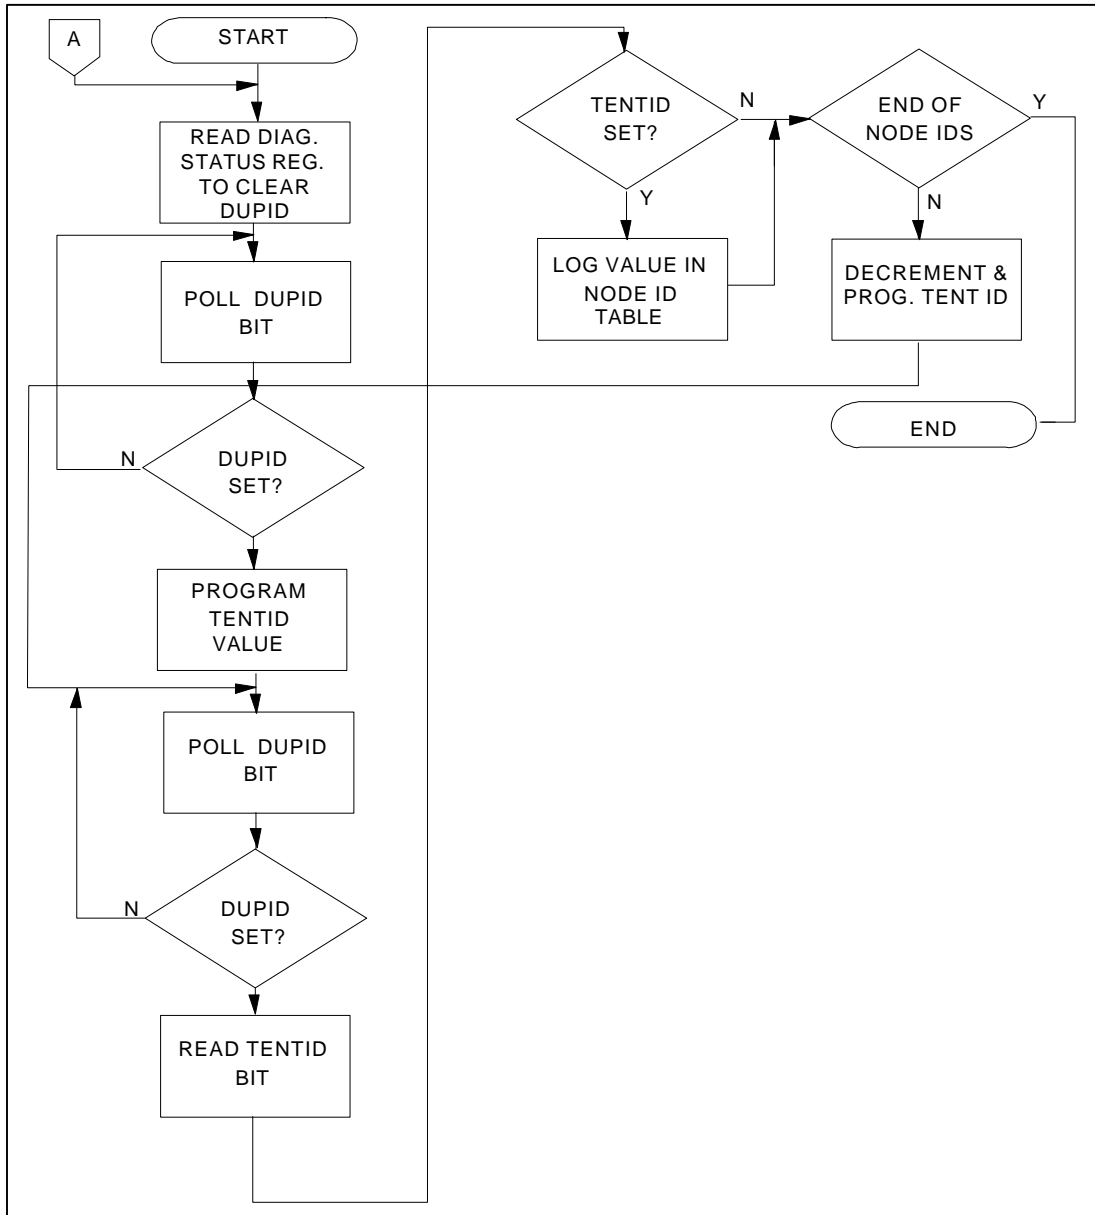 A
START
READ DIAG.
STATUS REG.
TO CLEAR
DUPID
POLL DUPID
BIT
N
DUPID
SET?
PROGRAM
TENTID
VALUE
POLL DUPID
BIT
N
DUPID
SET?
READ TENTID
BIT
TENTID
SET?
N
Y
LOG VALUE IN
NODE ID
TABLE
END OF
NODE IDS
Y
N
DECREMENT &
PROG. TENT ID
END